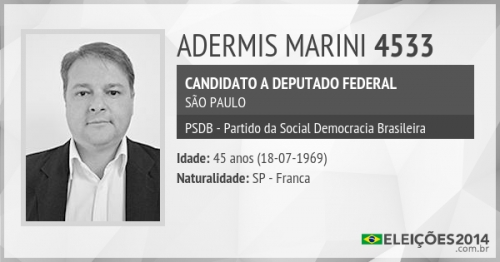 ADERMIS MARINI 4533
CANDIDATO A DEPUTADO FEDERAL
SÃO PAULO
PSDB - Partido da Social Democracia Brasileira
Idade: 45 anos (18-07-1969)
Naturalidade: SP - Franca
ELEIÇÕES2014
.com.br